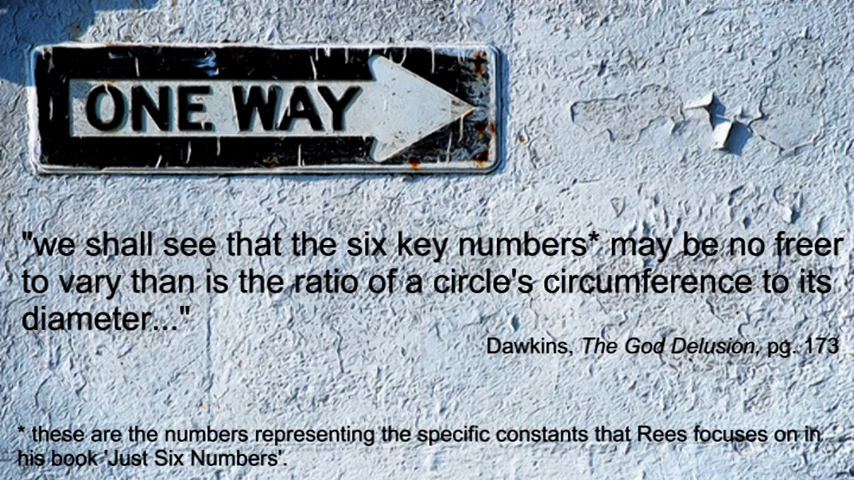 ONE WAY
"we shall see that the six key numbers* may be no freer
to vary than is the ratio of a circle's circumference to its
diameter..."
Dawkins, The God Delusion, pg. 173
* these are the numbers representing the specific constants that Rees focuses on in
his book 'Just Six Numbers'.